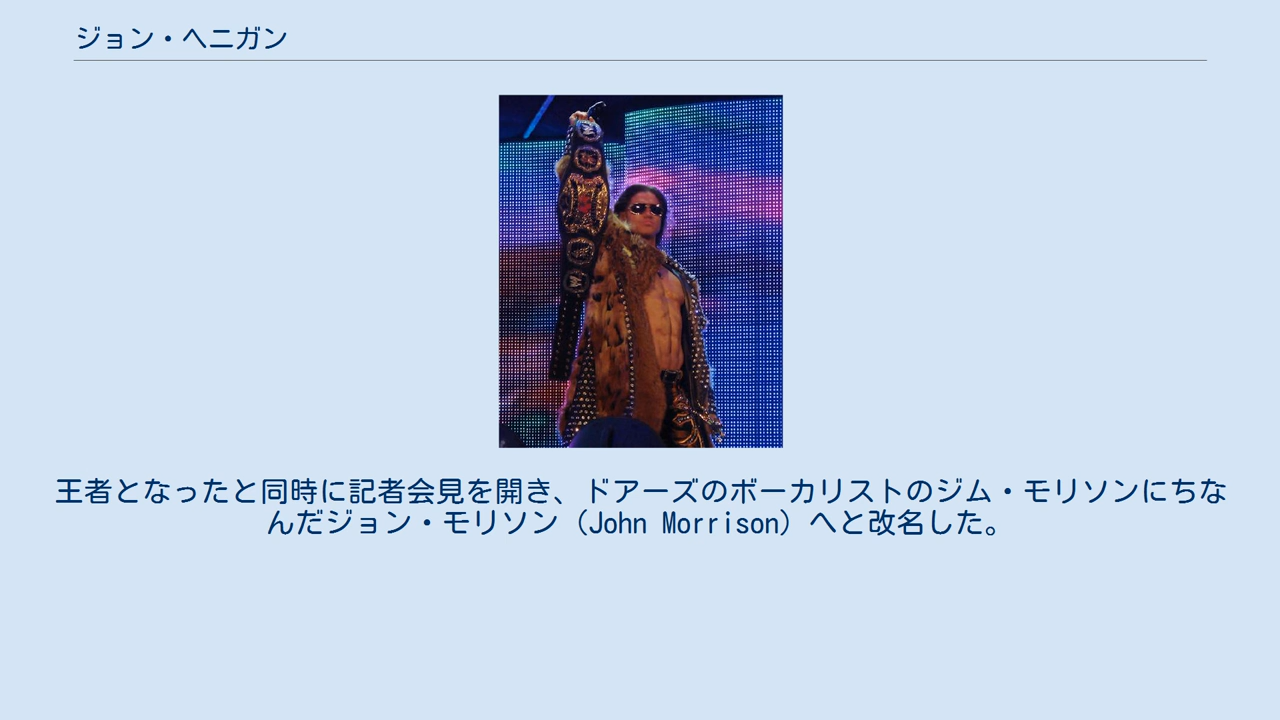 ジョン・ヘニガン
王者となったと同時に記者会見を開き、ドアーズのボーカリストのジム・モリソンにちな
んだジョン・モリソン（John Morrison）へと改名した。